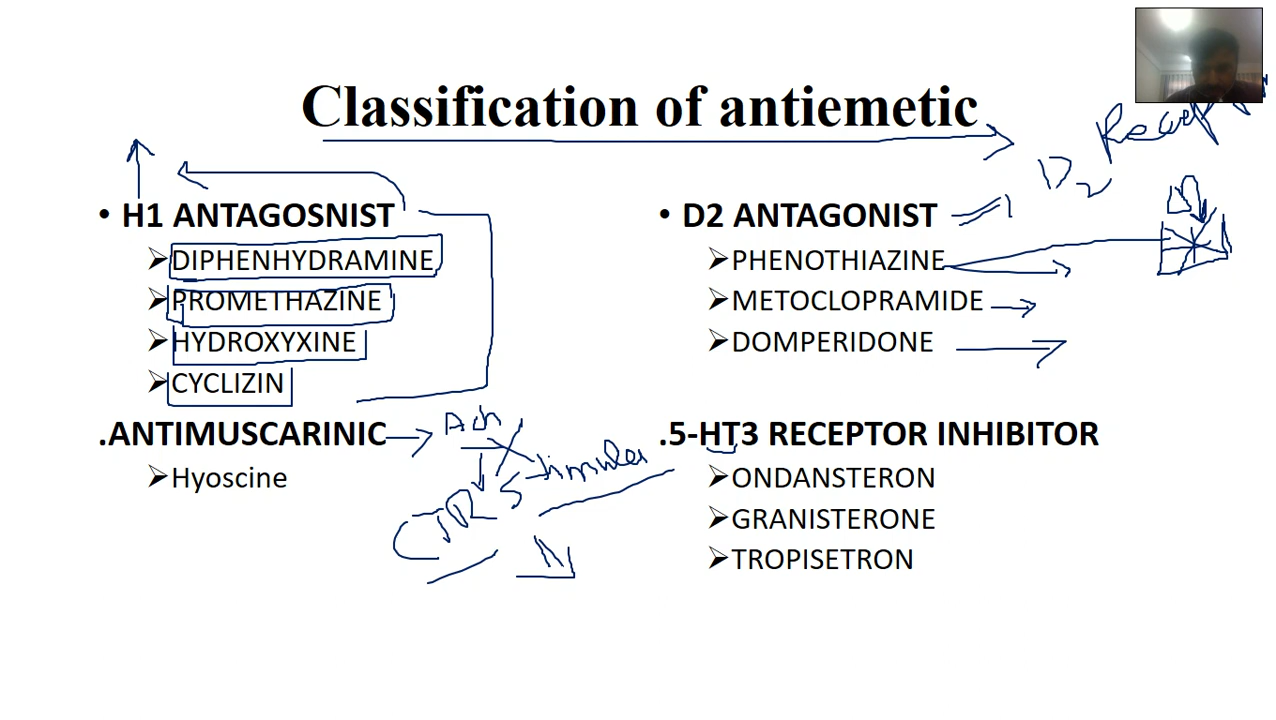 Classification of antiemetic
• H1 ANTAGOSNIST
➢DIPHENHYDRAMINE
➢PROMETHAZINE
➢HYDROXYXINE
➢CYCLIZIN
.ANTIMUSCARINIC
➢Hyoscine
Ach
D2
• D2 ANTAGONIST
➢PHENOTHIAZINE
➢METOCLOPRAMIDE
➢DOMPERIDONE
.5-HT3 RECEPTOR INHIBITOR
➢ONDANSTERON
➢GRANISTERONE
➢TROPISETRON